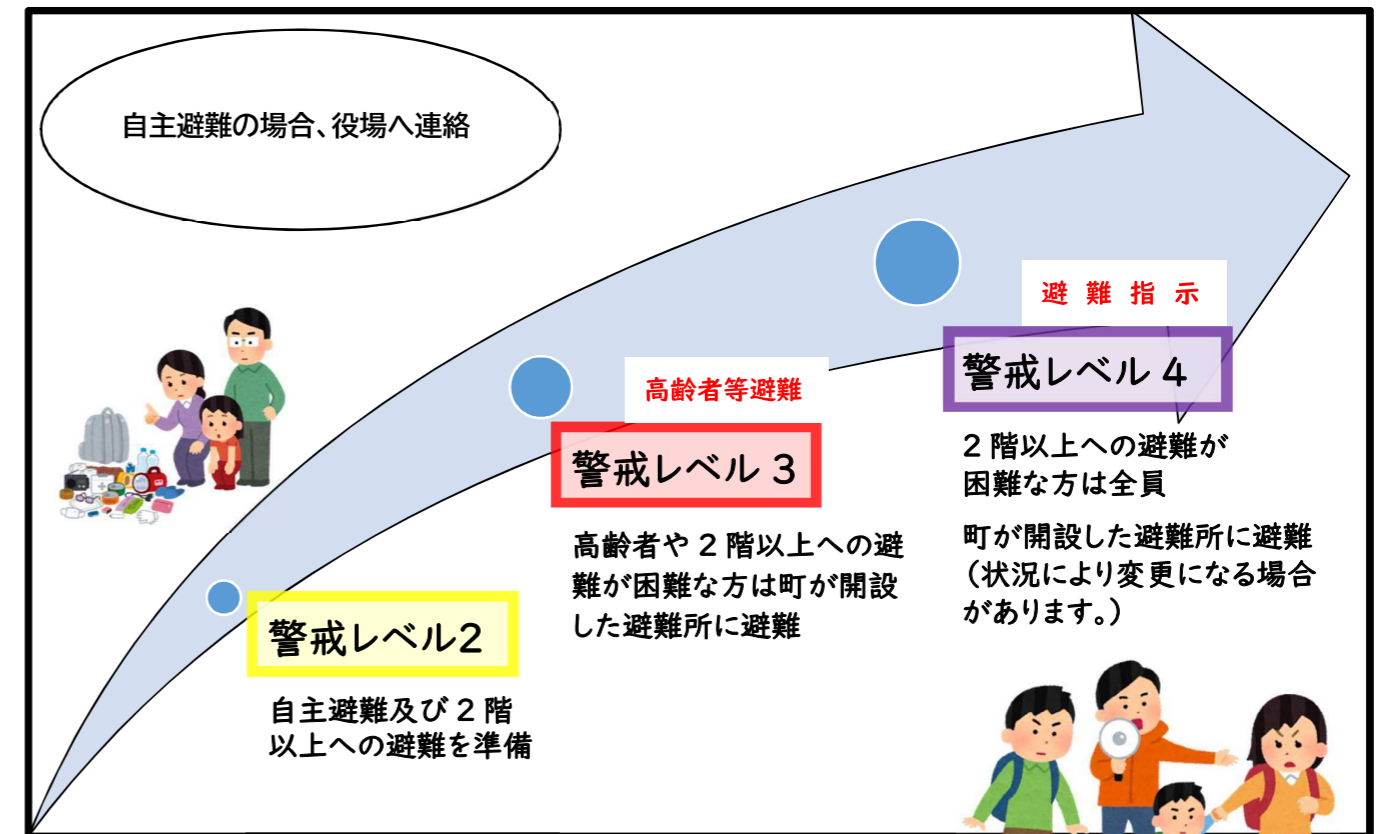 自主避難の場合、役場へ連絡
避難指示
警戒レベル4
2階以上への避難が
困難な方は全員
町が開設した避難所に避難
（状況により変更になる場合
があります。）
高齢者等避難
警戒レベル3
高齢者や2階以上への避
難が困難な方は町が開設
した避難所に避難
警戒レベル2
自主避難及び2階
以上への避難を準備